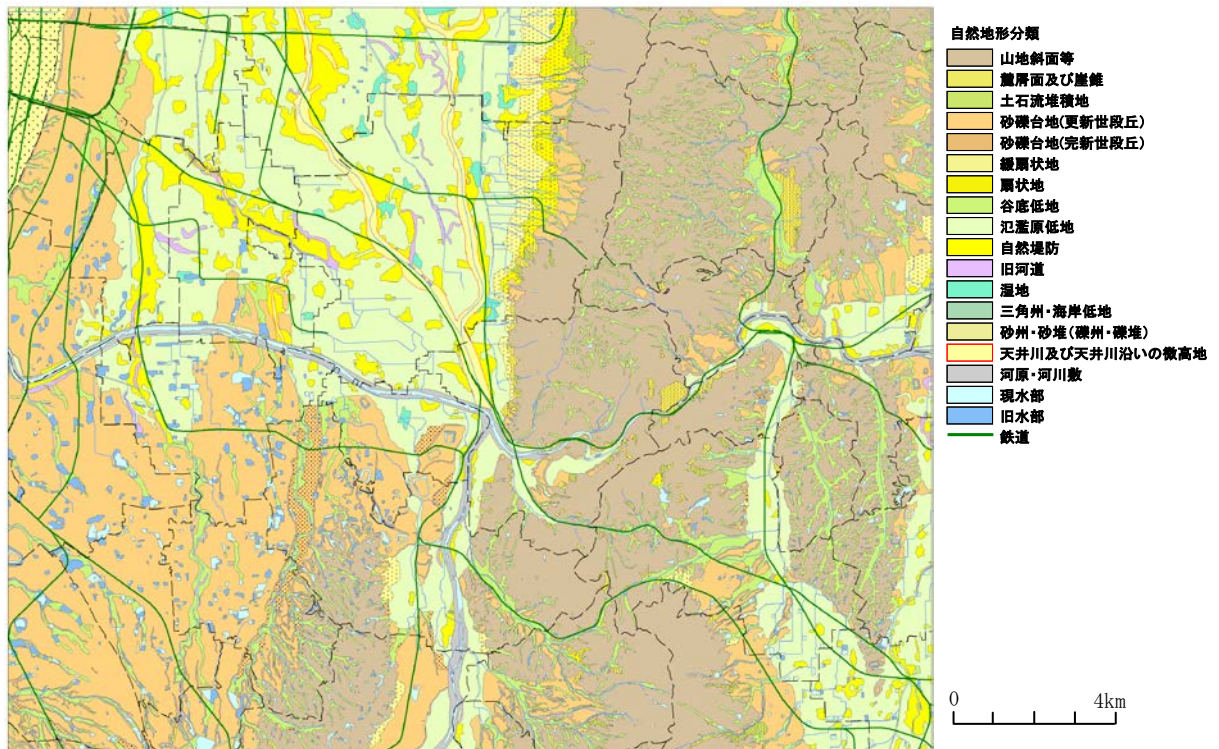 自然地形分類
山地斜面等
麓屑面及び崖錐
土石流堆積地
砂礫台地(更新世段丘)
砂礫台地(完新世段丘)
緩扇状地
扇状地
谷底低地
氾濫原低地
自然堤防
旧河道
湿地
三角州・海岸低地
砂州・砂堆(礫州・礫堆)
天井川及び天井川沿いの微高地
河原・河川敷
現水部
旧水部
鉄道
0 4km